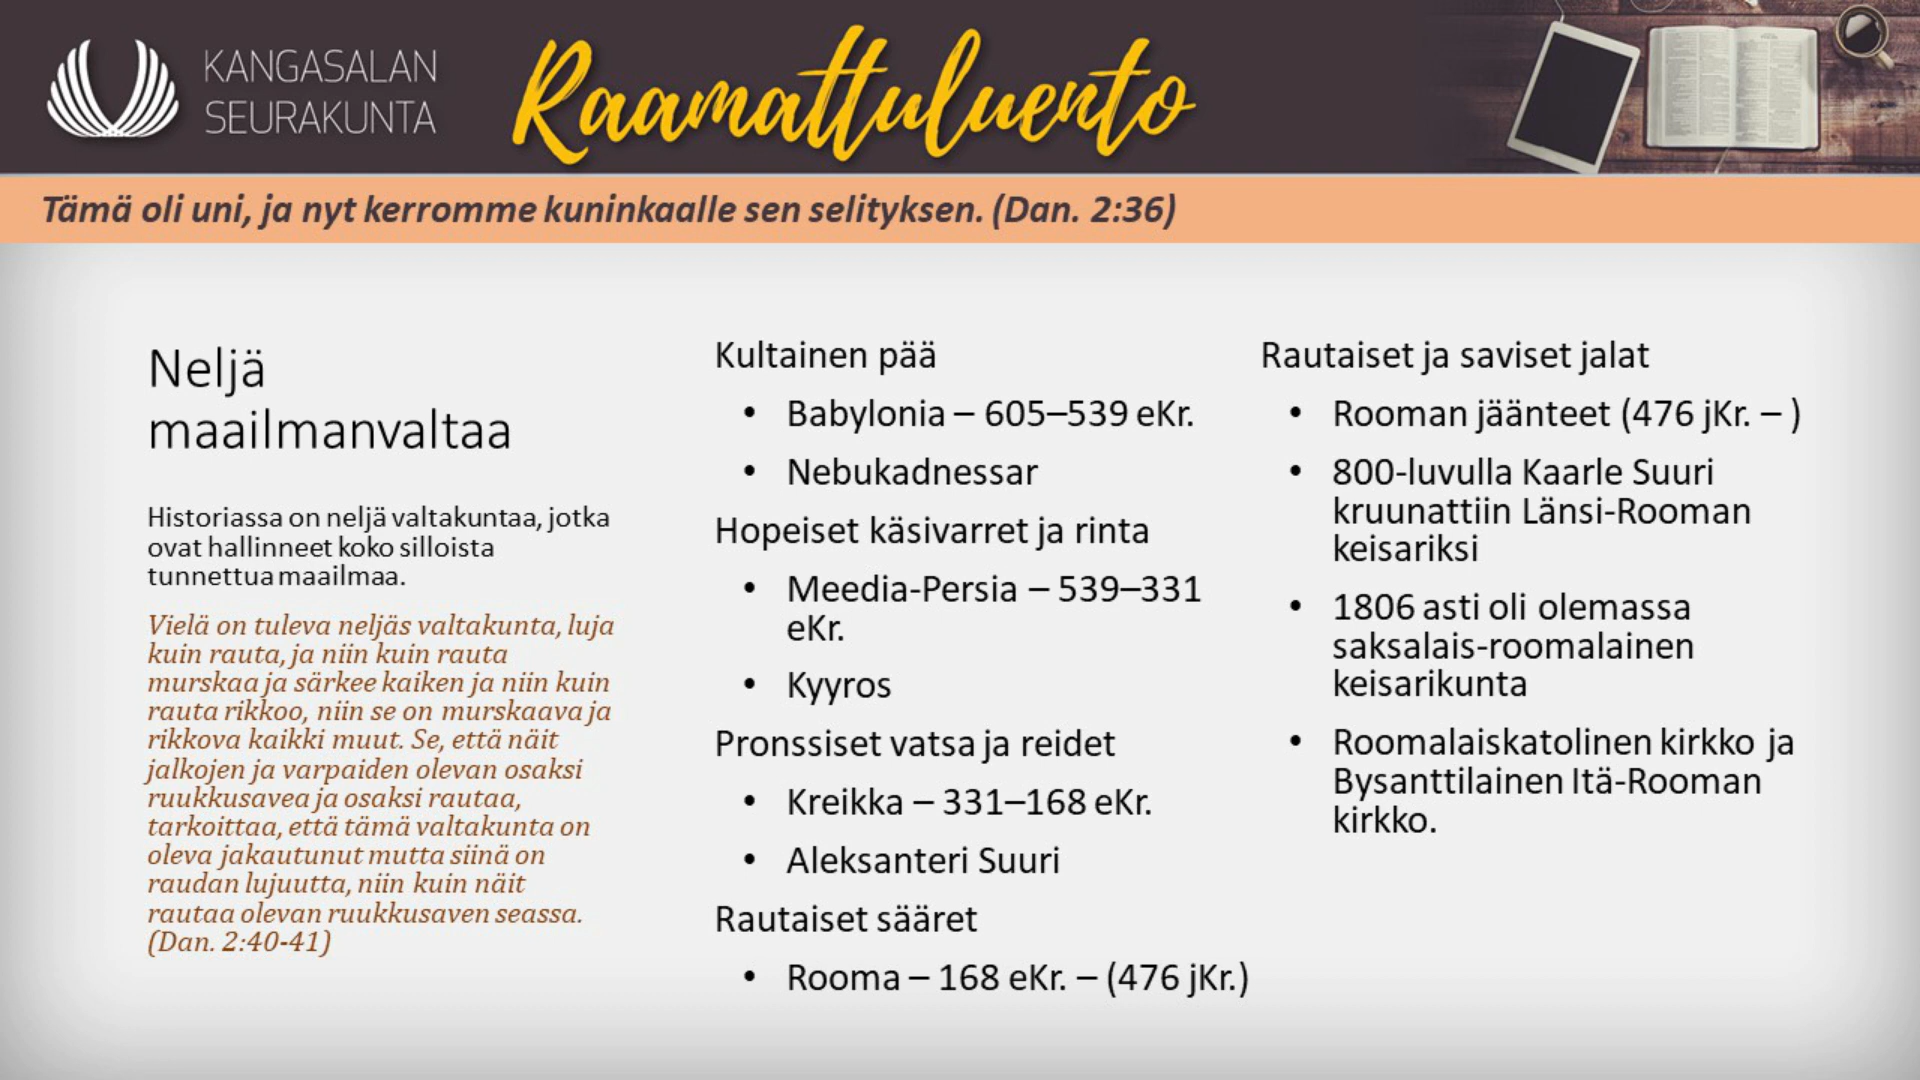 KANGASALAN
SEURAKUNTA
Raamattuluento
Tämä oli uni, ja nyt kerromme kuninkaalle sen selityksen. (Dan. 2:36)
Neljä
maailmanvaltaa
Historiassa on neljä valtakuntaa, jotka
ovat hallinneet koko silloista
tunnettua maailmaa.
Vielä on tuleva neljäs valtakunta, luja
kuin rauta, ja niin kuin rauta
murskaa ja särkee kaiken ja niin kuin
rauta rikkoo, niin se on murskaava ja
rikkova kaikki muut. Se, että näit
jalkojen ja varpaiden olevan osaksi
ruukkusavea ja osaksi rautaa,
tarkoittaa, että tämä valtakunta on
oleva jakautunut mutta siinä on
raudan lujuutta, niin kuin näit
rautaa olevan ruukkusaven seassa.
(Dan. 2:40-41)
Kultainen pää
• Babylonia – 605–539 eKr.
• Nebukadnessar
Hopeiset käsivarret ja rinta
• Meedia-Persia – 539–331
eKr.
• Kyyros
Pronssiset vatsa ja reidet
• Kreikka – 331–168 eKr.
• Aleksanteri Suuri
Rautaiset sääret
• Rooma – 168 eKr. – (476 jKr.)
Rautaiset ja saviset jalat
• Rooman jäänteet (476 jKr. – )
• 800-luvulla Kaarle Suuri
kruunattiin Länsi-Rooman
keisariksi
• 1806 asti oli olemassa
saksalais-roomalainen
keisarikunta
• Roomalaiskatolinen kirkko ja
Bysanttilainen Itä-Rooman
kirkko.